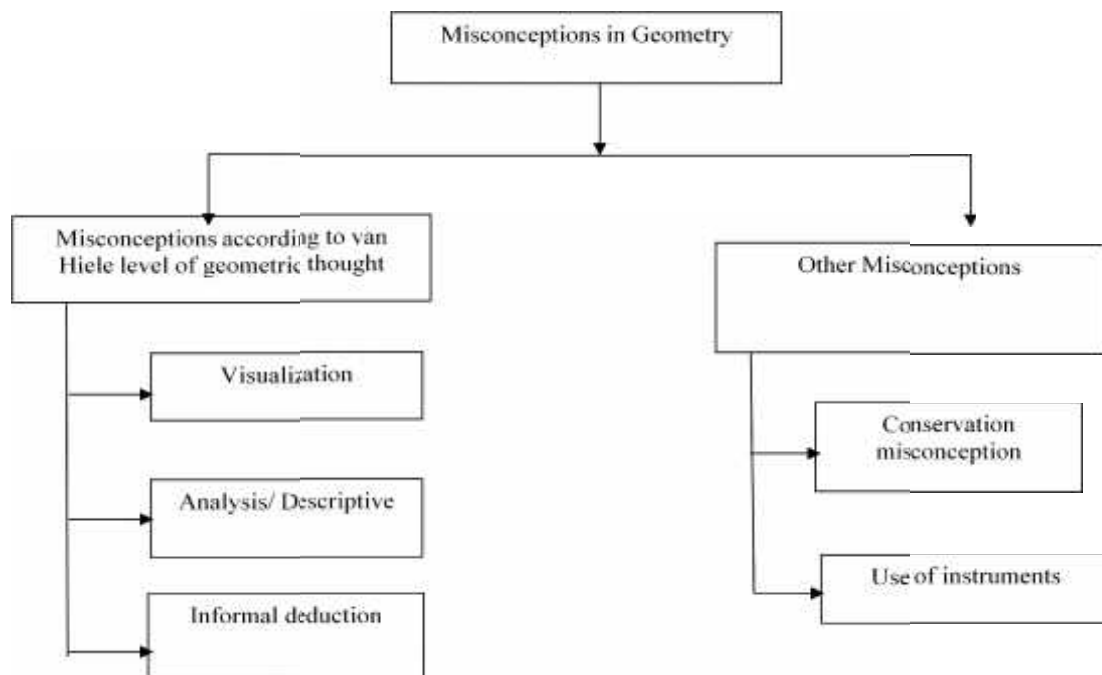 Misconceptions in Geometry
Misconceptions according to van
Hiele level of geometric thought
Other Misconceptions
Visualization
Conservation
misconception
Analysis/ Descriptive
Use of instruments
Informal deduction